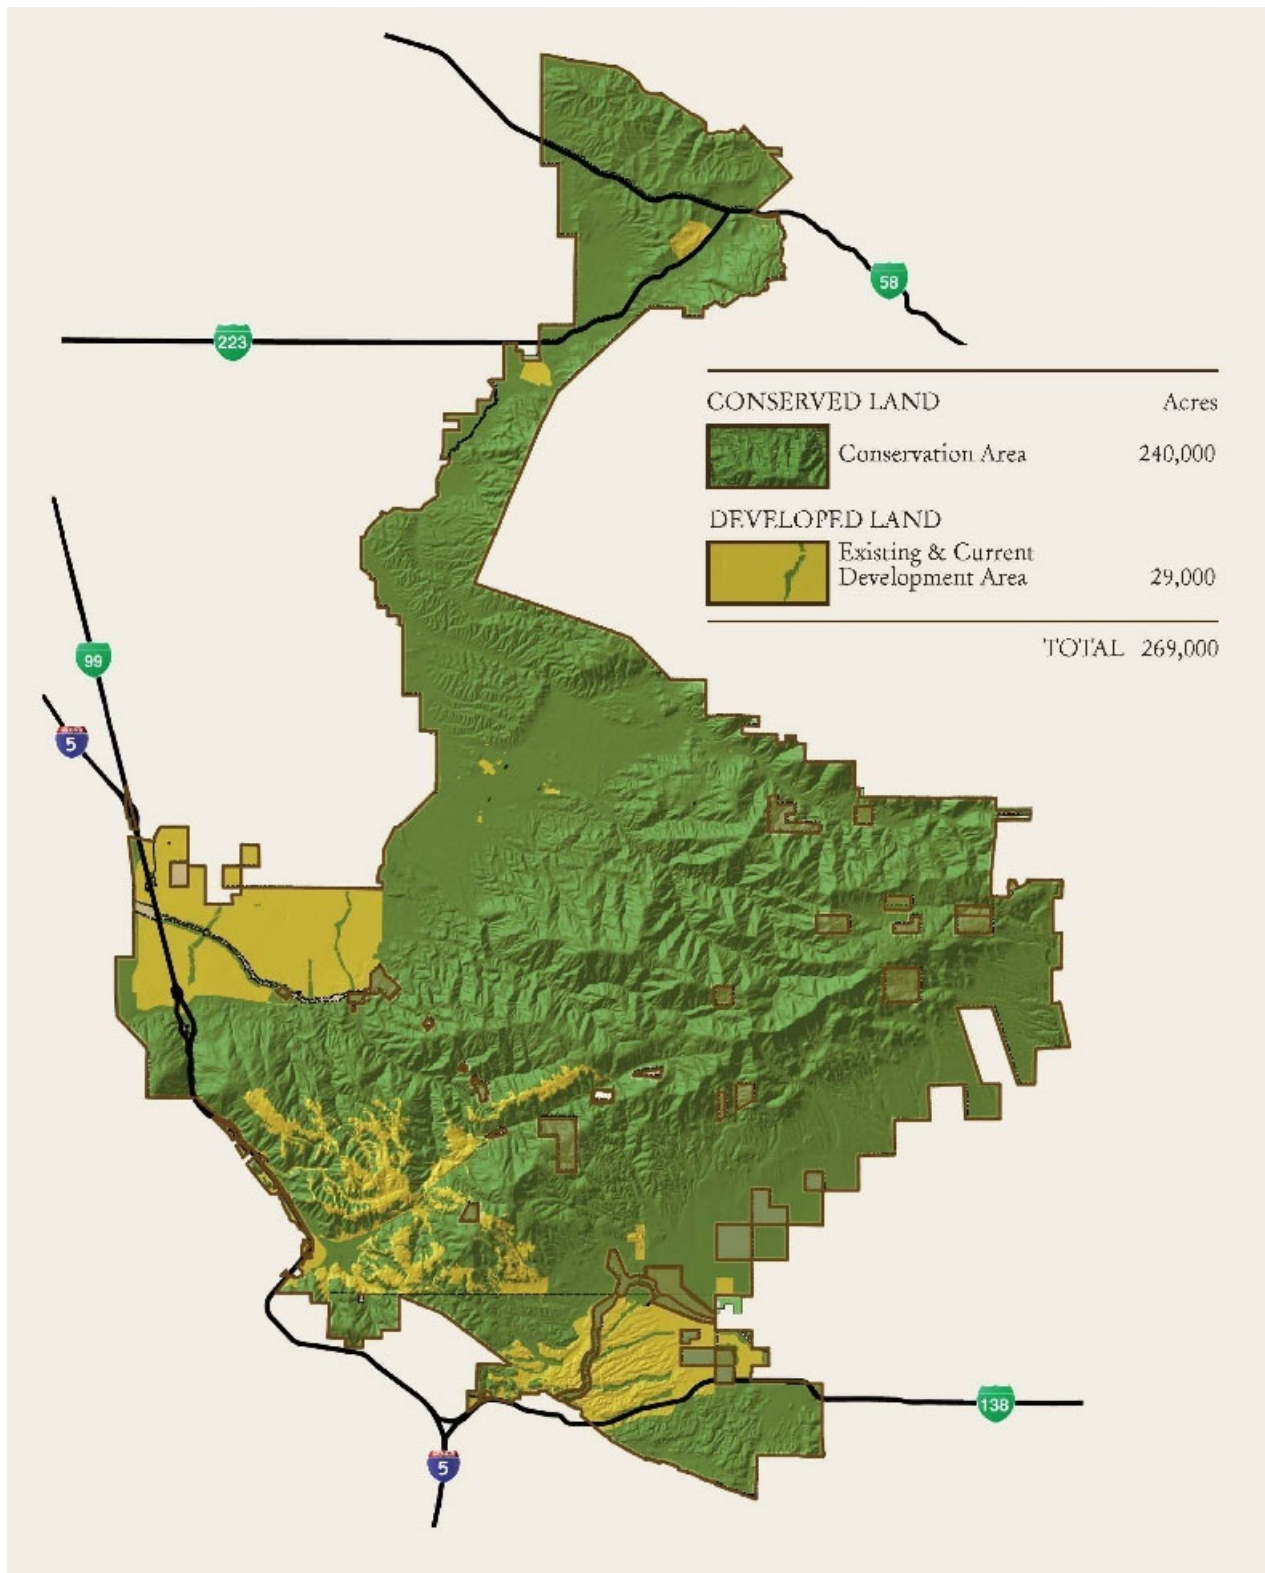 58
223
CONSERVED LAND Acres
Conservation Area 240,000
DEVELOPED LAND
Existing & Current
Development Area 29,000
TOTAL 269,000
99
5
138
5